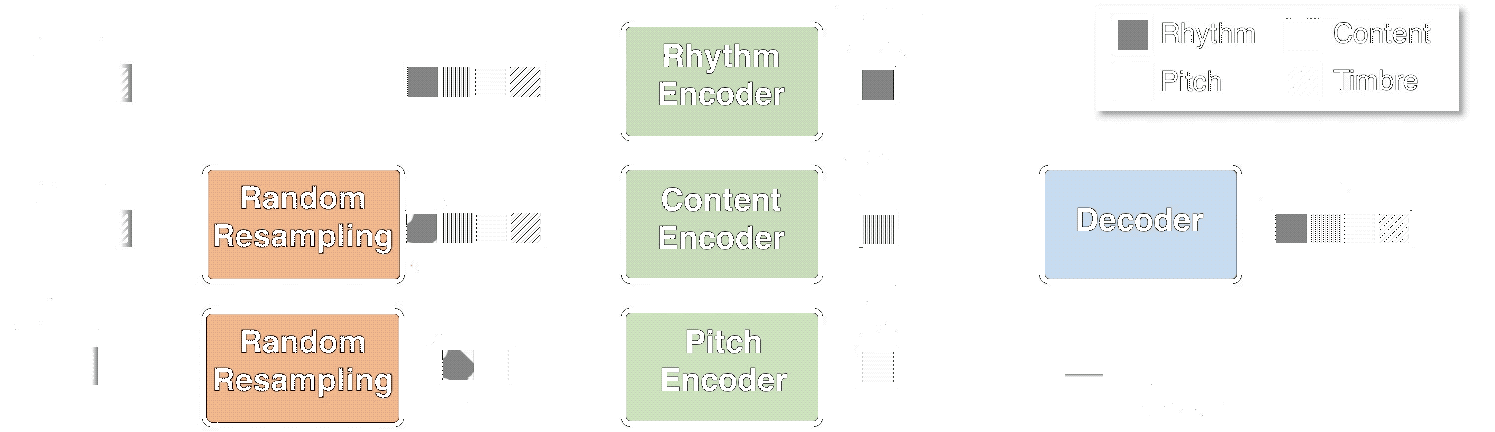 Rhythm
Encoder
Rhythm
Content
Pitch
Timbre
Random
Resampling
Content
Encoder
Decoder
Random
Resampling
Pitch
Encoder